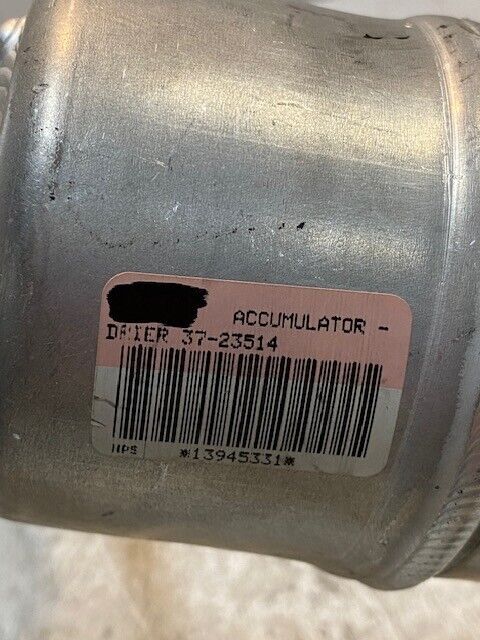 ACCUMULATOR -
DRIER 37-23514
HPS
*13945331*